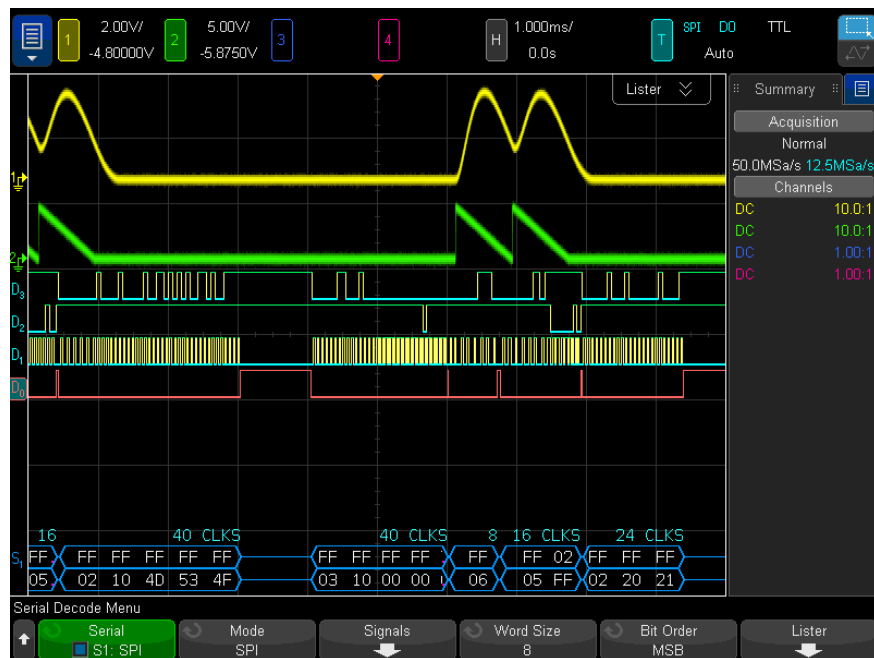 1 2.00V/ -4.80000V 2 5.00V/ -5.8750V 3 4 H 1.000ms/ 0.0s T SPI D0 TTL Auto
Lister
Summary
Acquisition
Normal
50.0MSa/s 12.5MSa/s
Channels
DC 10.0:1
DC 10.0:1
DC 1.00:1
DC 1.00:1
1
2
D3
D2
D1
D0
16 40 CLKS 40 CLKS 8 16 CLKS 24 CLKS
S1 FF FF FF FF FF FF FF FF FF FF FF FF 02 FF FF FF
05 02 10 4D 53 4F 03 10 00 00 06 05 FF 02 20 21
Serial Decode Menu
Serial Mode Signals Word Size Bit Order Lister
S1: SPI SPI 8 MSB